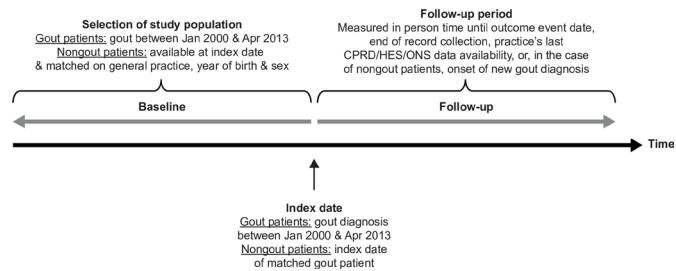 Selection of study population
Gout patients: gout between Jan 2000 & Apr 2013
Nongout patients: available at index date
& matched on general practice, year of birth & sex
Follow-up period
Measured in person time until outcome event date,
end of record collection, practice's last
CPRD/HES/ONS data availability, or, in the case
of nongout patients, onset of new gout diagnosis
Baseline
Follow-up
Time
Index date
Gout patients: gout diagnosis
between Jan 2000 & Apr 2013
Nongout patients: index date
of matched gout patient